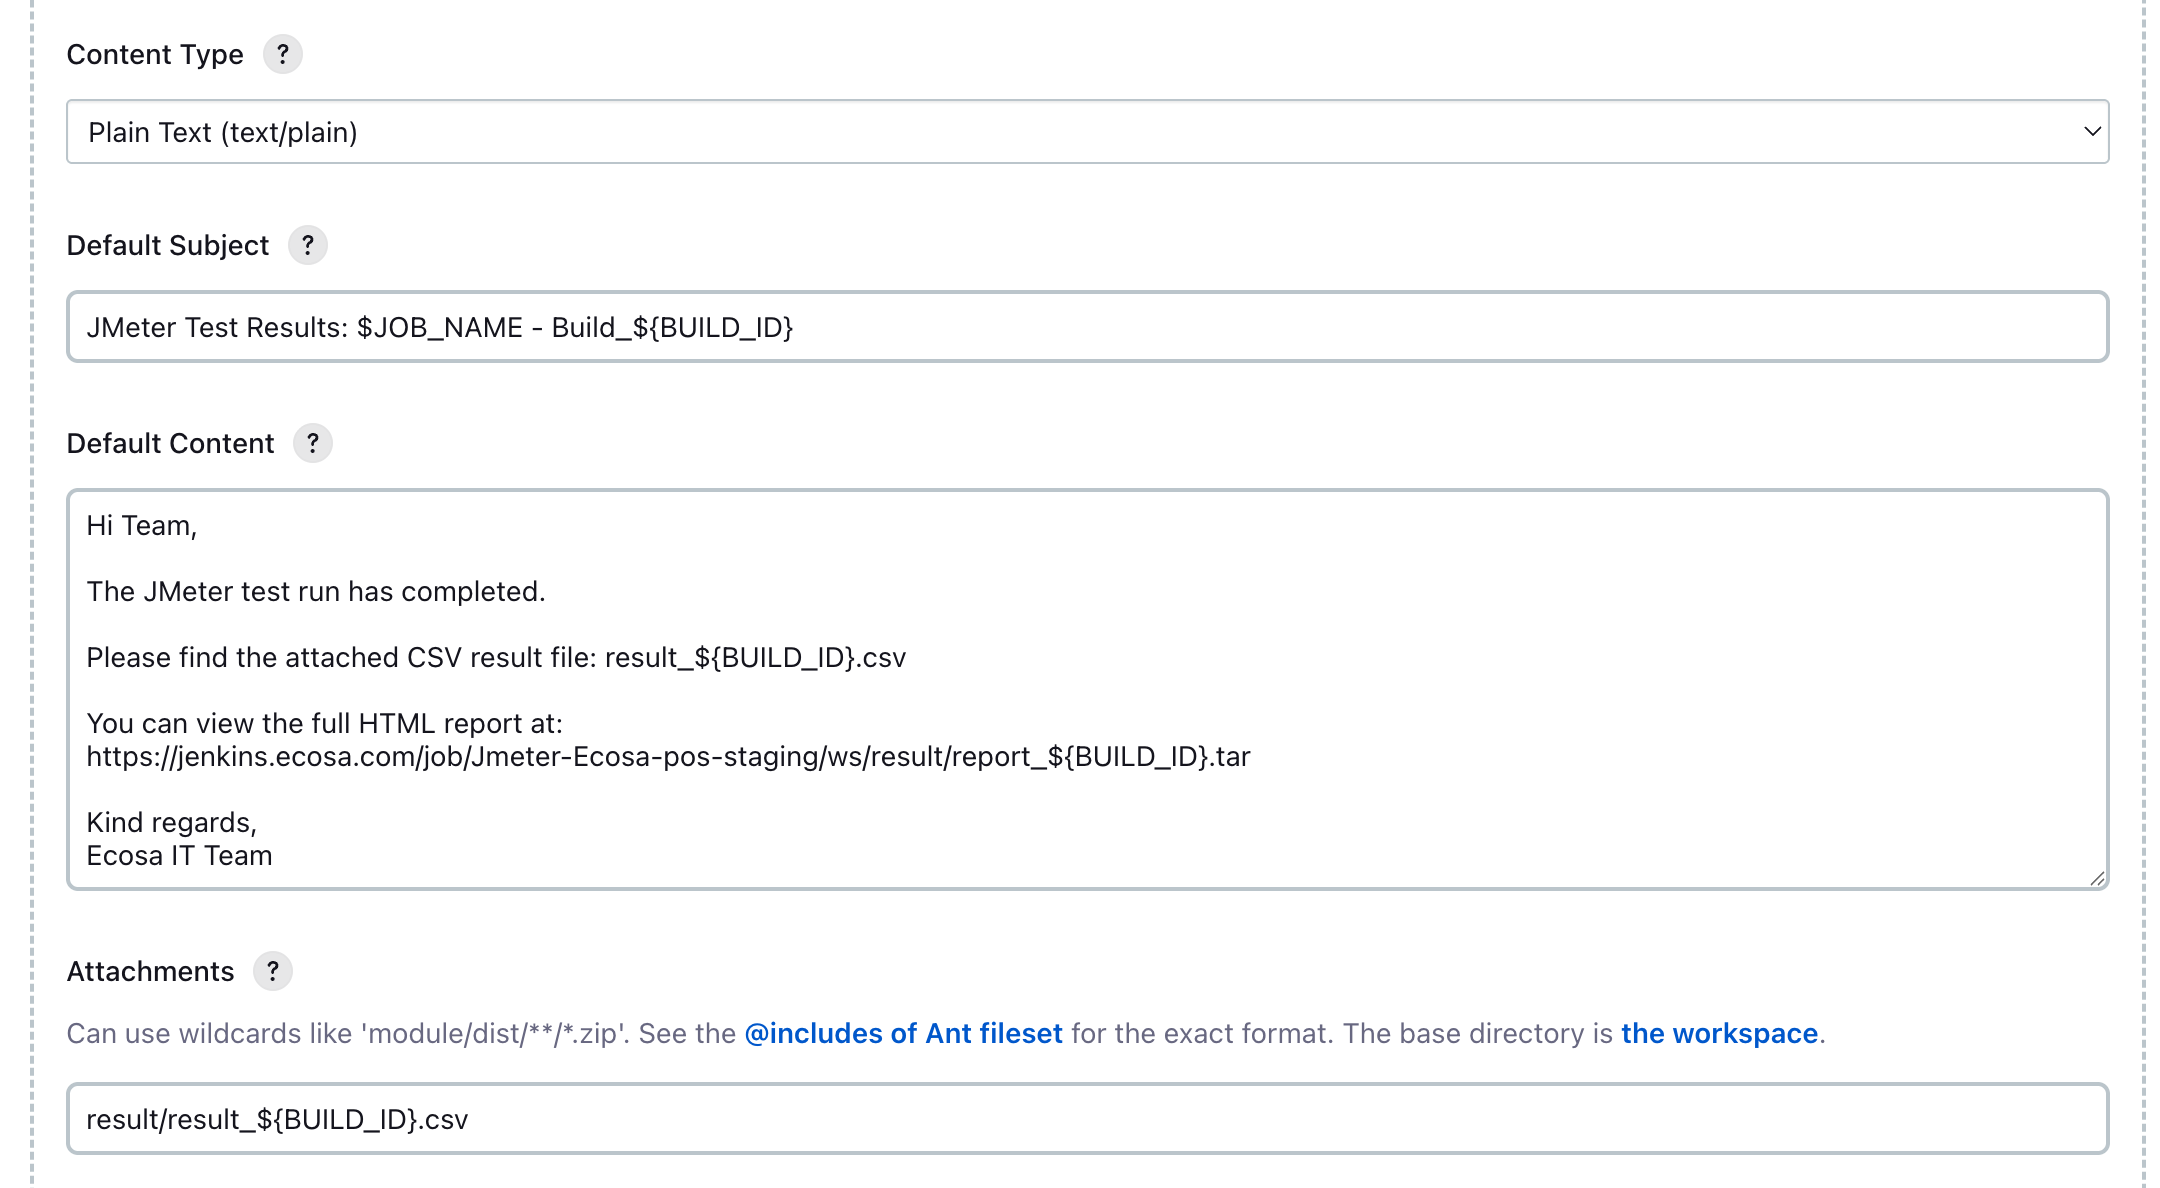 Content Type ?
Plain Text (text/plain)
Default Subject ?
JMeter Test Results: $JOB_NAME - Build_${BUILD_ID}
Default Content ?
Hi Team,
The JMeter test run has completed.
Please find the attached CSV result file: result_${BUILD_ID}.csv
You can view the full HTML report at:
https://jenkins.ecosa.com/job/Jmeter-Ecosa-pos-staging/ws/result/report_${BUILD_ID}.tar
Kind regards,
Ecosa IT Team
Attachments ?
Can use wildcards like 'module/dist/**/*.zip'. See the @includes of Ant fileset for the exact format. The base directory is the workspace.
result/result_${BUILD_ID}.csv